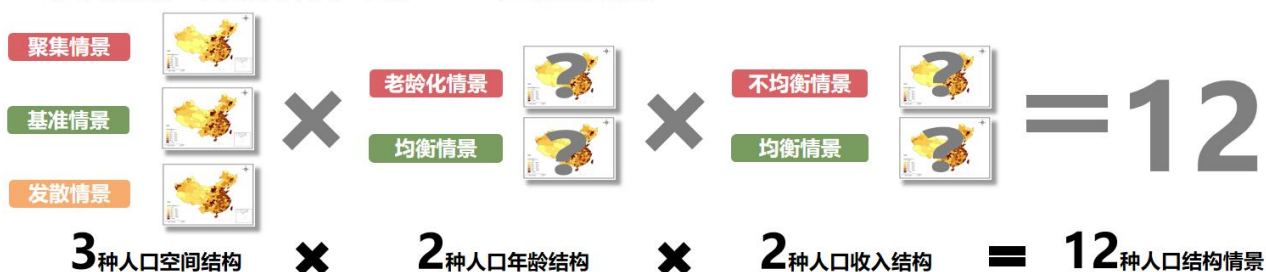 聚集情景
基准情景
发散情景
×
老龄化情景
均衡情景
?
?
×
不均衡情景
均衡情景
?
?
=12
3种人口空间结构 × 2种人口年龄结构 × 2种人口收入结构 = 12种人口结构情景